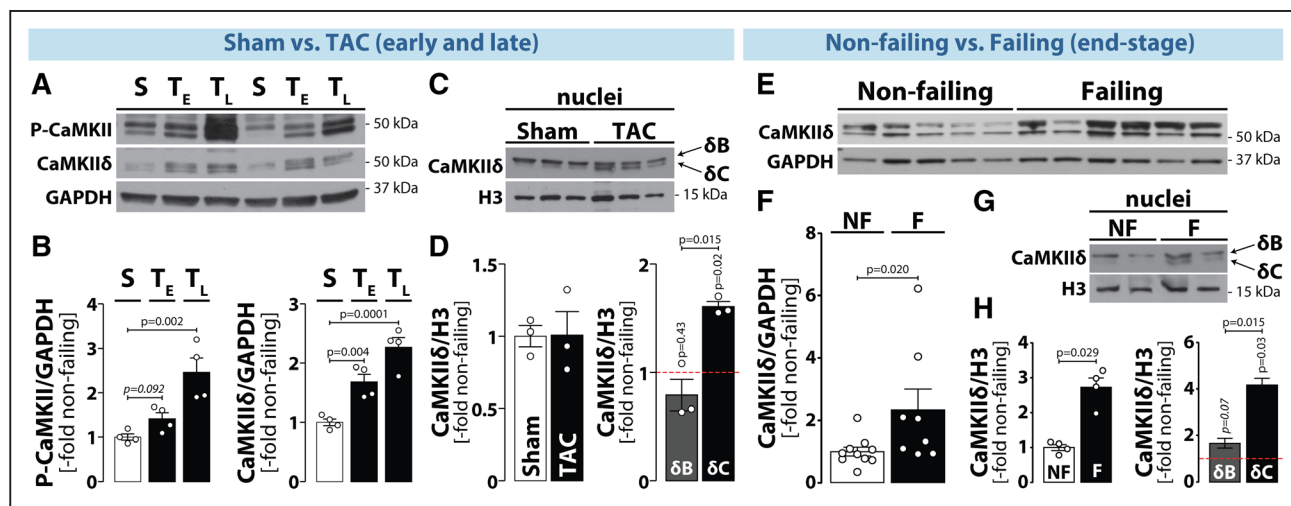 Sham vs. TAC (early and late)
Non-failing vs. Failing (end-stage)
A
S TE TL S TE TL
P-CaMKII
- 50 kDa
CaMKIIδ
- 50 kDa
- 37 kDa
GAPDH
B
S TE TL
P-CaMKII/GAPDH
[-fold non-failing]
4
3
2
1
0
p=0.002
p=0.092
S TE TL
CaMKIIδ/GAPDH
[-fold non-failing]
3
2
1
0
p=0.0001
p=0.004
C
nuclei
Sham TAC
CaMKIIδ
δB
δC
H3
- 15 kDa
D
CaMKIIδ/H3
[-fold non-failing]
1.5
1
0.5
0
Sham
TAC
CaMKIIδ/H3
[-fold non-failing]
2
1
0
p=0.015
p=0.43
p=0.02
δB δC
E
Non-failing Failing
CaMKIIδ
- 50 kDa
GAPDH
- 37 kDa
F
NF F
CaMKIIδ/GAPDH
[-fold non-failing]
8
6
4
2
0
p=0.020
G
nuclei
NF F
CaMKIIδ
δB
δC
H3
- 15 kDa
H
CaMKIIδ/H3
[-fold non-failing]
4
3
2
1
0
p=0.029
NF F
CaMKIIδ/H3
[-fold non-failing]
6
4
2
0
p=0.015
p=0.07
p=0.03
δB δC